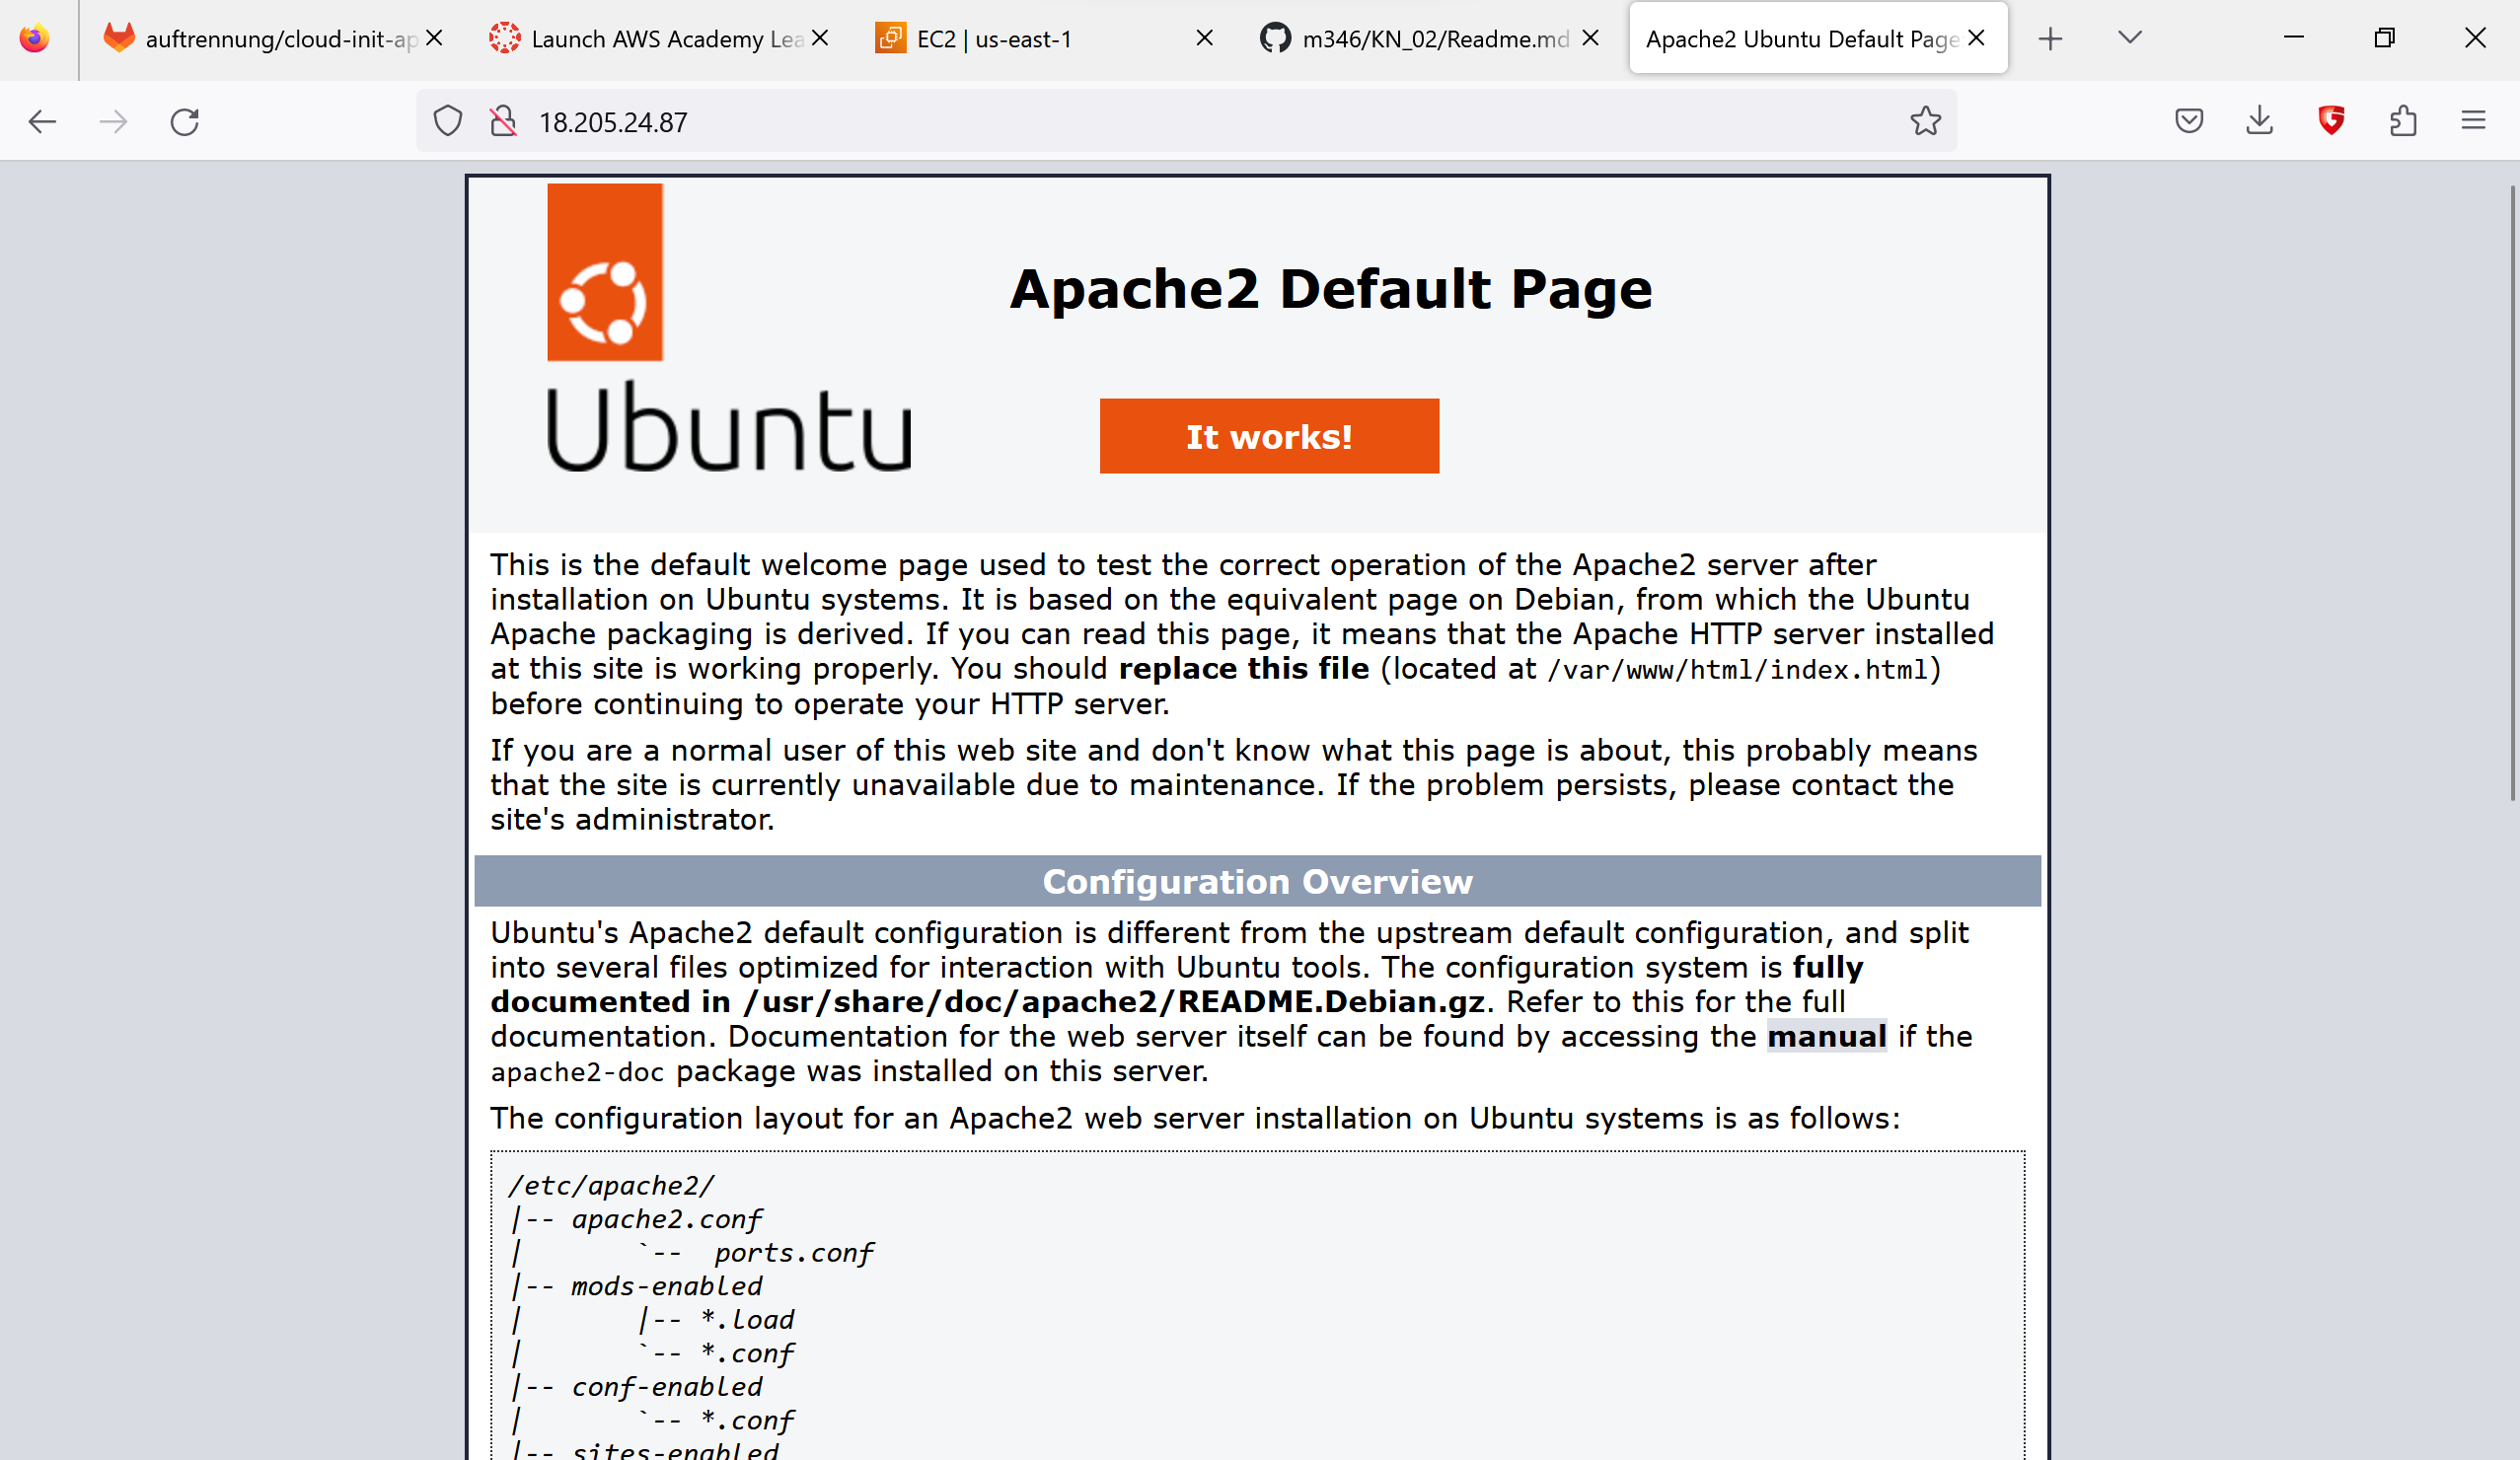 auftrennung/cloud-init-ap
Launch AWS Academy Lea
EC2 | us-east-1
m346/KN_02/Readme.md
Apache2 Ubuntu Default Page
18.205.24.87
Ubuntu
Apache2 Default Page
It works!
This is the default welcome page used to test the correct operation of the Apache2 server after
installation on Ubuntu systems. It is based on the equivalent page on Debian, from which the Ubuntu
Apache packaging is derived. If you can read this page, it means that the Apache HTTP server installed
at this site is working properly. You should replace this file (located at /var/www/html/index.html)
before continuing to operate your HTTP server.
If you are a normal user of this web site and don't know what this page is about, this probably means
that the site is currently unavailable due to maintenance. If the problem persists, please contact the
site's administrator.
Configuration Overview
Ubuntu's Apache2 default configuration is different from the upstream default configuration, and split
into several files optimized for interaction with Ubuntu tools. The configuration system is fully
documented in /usr/share/doc/apache2/README.Debian.gz. Refer to this for the full
documentation. Documentation for the web server itself can be found by accessing the manual if the
apache2-doc package was installed on this server.
The configuration layout for an Apache2 web server installation on Ubuntu systems is as follows:
/etc/apache2/
|-- apache2.conf
|       `--  ports.conf
|-- mods-enabled
|       |-- *.load
|       `-- *.conf
|-- conf-enabled
|       `-- *.conf
|-- sites-enabled